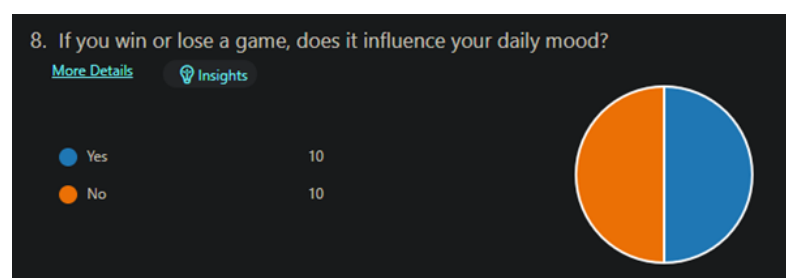 8. If you win or lose a game, does it influence your daily mood?
More Details
Insights
Yes 10
No 10